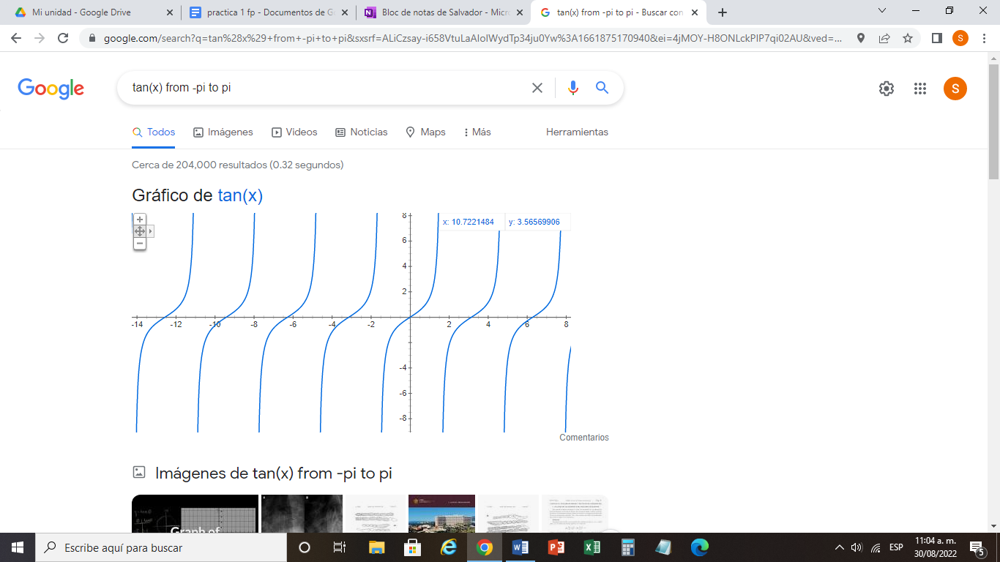 Mi unidad - Google Drive
practica 1 fp - Documentos de G
Bloc de notas de Salvador - Micr
tan(x) from -pi to pi - Buscar con
google.com/search?q=tan%28x%29+from+-pi+to+pi&sxsrf=ALiCzsay-i658VtuLaAIoIWydTp34ju0Yw%3A1661875170940&ei=4jMOY-H8ONLckPIP7qi02AU&ved=...
S
Google
tan(x) from -pi to pi
S
Todos
Imágenes
Videos
Noticias
Maps
Más
Herramientas
Cerca de 204,000 resultados (0.32 segundos)
Gráfico de tan(x)
x: 10.7221484
y: 3.56569906
8
6
4
2
-14 -12 -10 -8 -6 -4 -2 2 4 6 8
-4
-6
-8
Comentarios
Imágenes de tan(x) from -pi to pi
Graph of
Escribe aquí para buscar
ESP
11:04 a. m.
30/08/2022
5